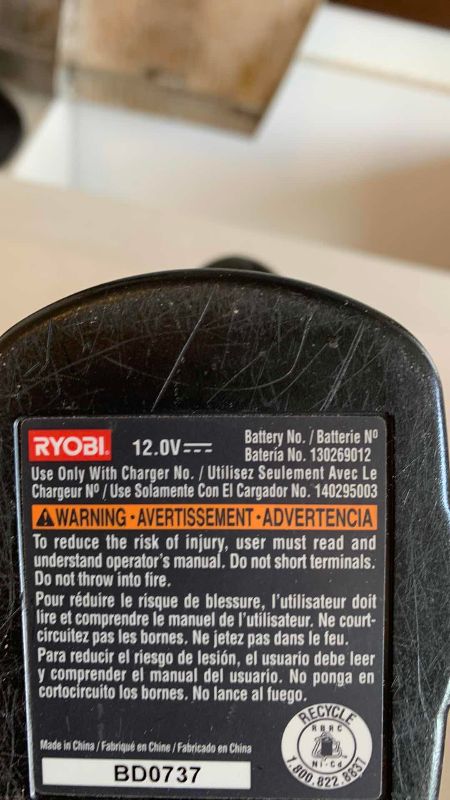 RYOBI 12.0V Battery No. / Batterie Nº
Batería No. 130269012
Use Only With Charger No. / Utilisez Seulement Avec Le
Chargeur Nº / Use Solamente Con El Cargador No. 140295003
WARNING • AVERTISSEMENT • ADVERTENCIA
To reduce the risk of injury, user must read and
understand operator's manual. Do not short terminals.
Do not throw into fire.
Pour réduire le risque de blessure, l'utilisateur doit
lire et comprendre le manuel de l'utilisateur. Ne court-
circuitez pas les bornes. Ne jetez pas dans le feu.
Para reducir el riesgo de lesión, el usuario debe leer
y comprender el manual del usuario. No ponga en
cortocircuito los bornes. No lance al fuego.
Made in China / Fabriqué en Chine / Fabricado en China
BD0737
RECYCLE
RBRC
Ni-Cd
1.800.822.8837